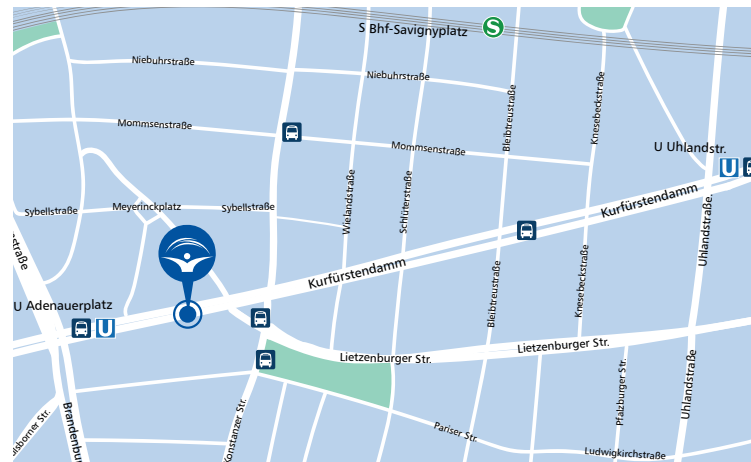 S Bhf-Savignyplatz
S
Niebuhrstraße
Niebuhrstraße
Mommsenstraße
Mommsenstraße
Bleibtreustraße
Knesebeckstraße
U Uhlandstr.
U
Sybellstraße
Meyerinckplatz
Sybellstraße
Wielandstraße
Schlüterstraße
Kurfürstendamm
Uhlandstraße
Kurfürstendamm
Bleibtreustraße
Knesebeckstraße
U Adenauerplatz
U
Lietzenburger Str.
Lietzenburger Str.
Uhlandstraße
Pfalzburger Str.
Konstanzer Str.
Pariser Str.
Ludwigkirchstraße